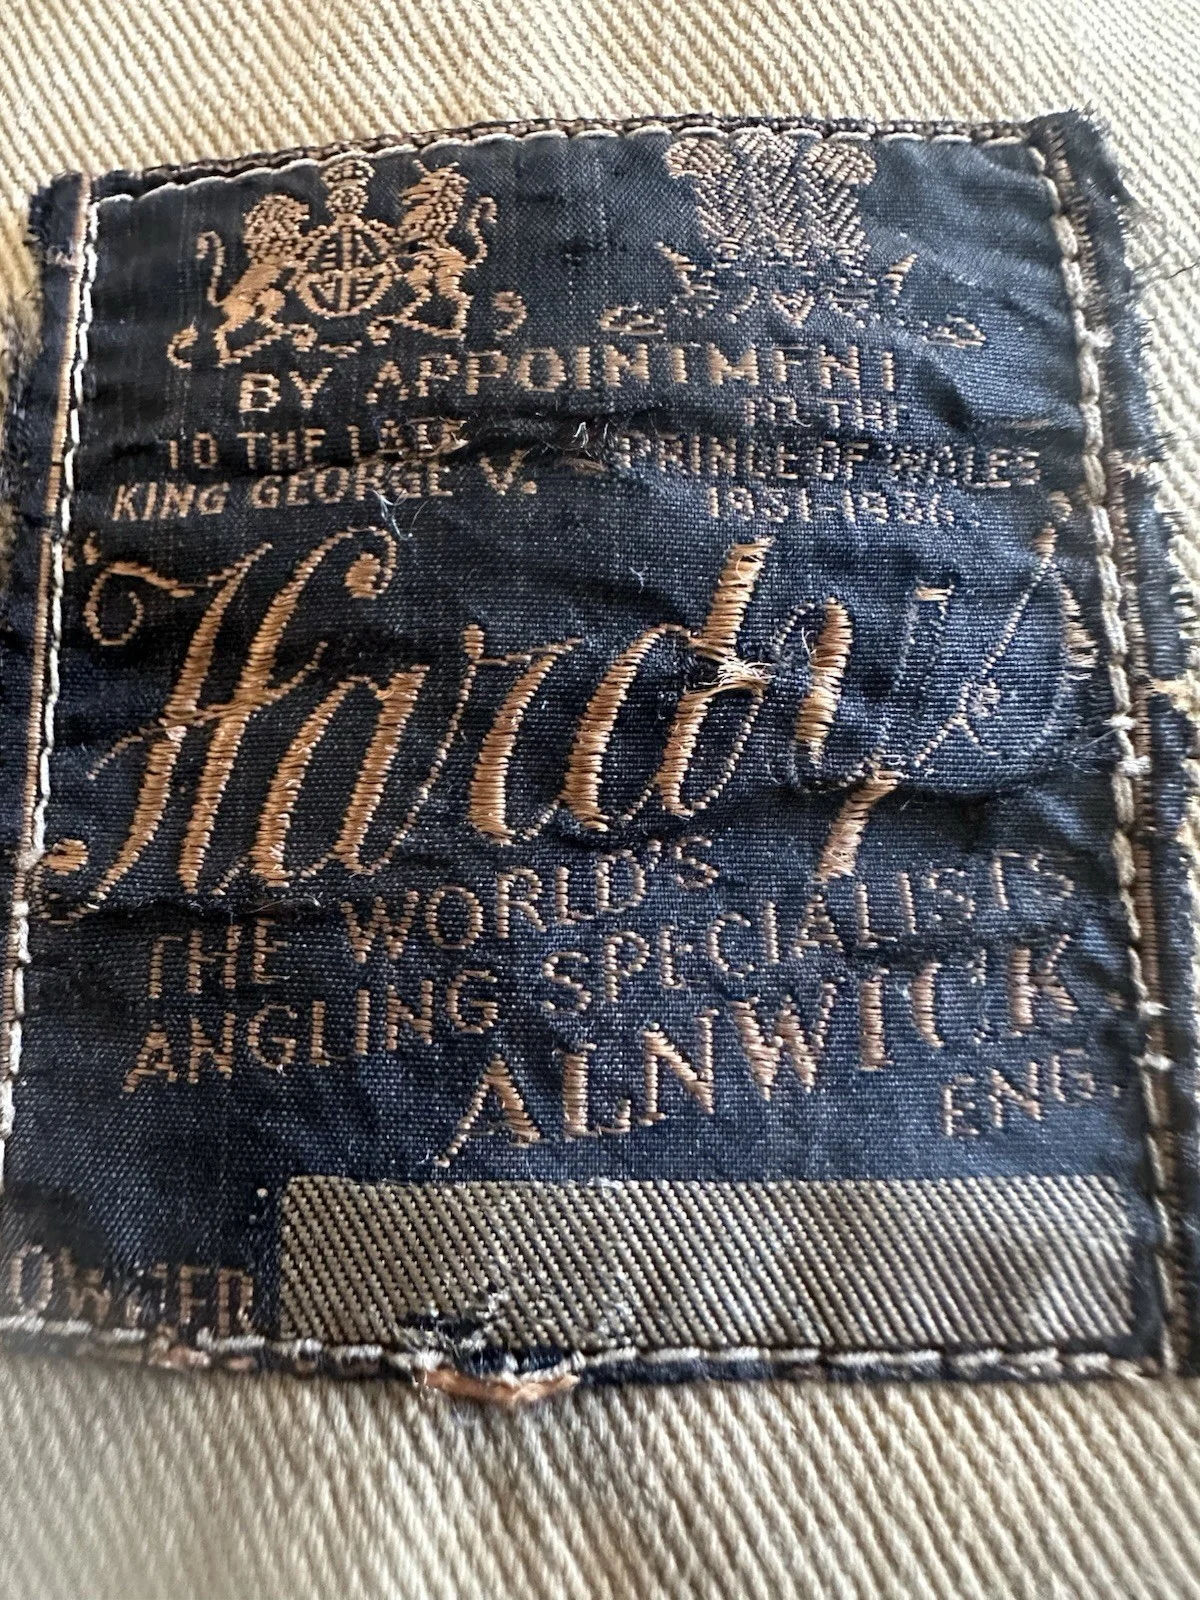 BY APPOINTMENT
TO THE LATE
KING GEORGE V.
TO THE
PRINCE OF WALES
1931-1936
Hardy's
THE WORLD'S
ANGLING SPECIALISTS
ALNWICK
ENG.
OWNER